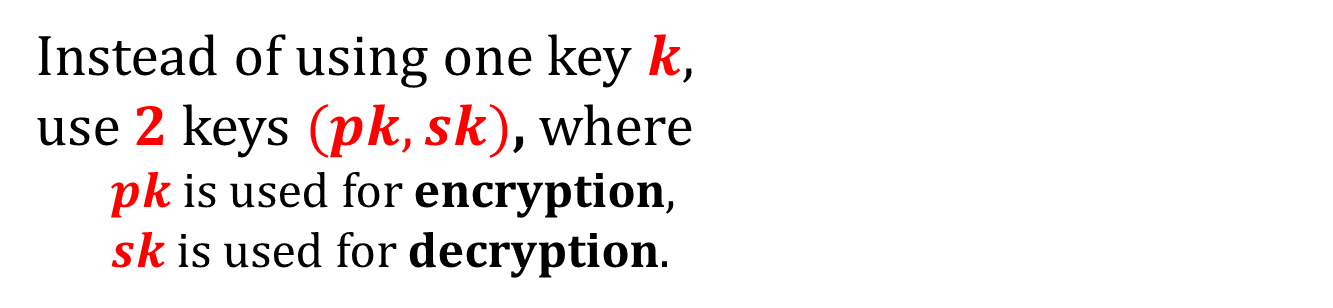 Instead of using one key k,
use 2 keys (pk, sk), where
pk is used for encryption,
sk is used for decryption.